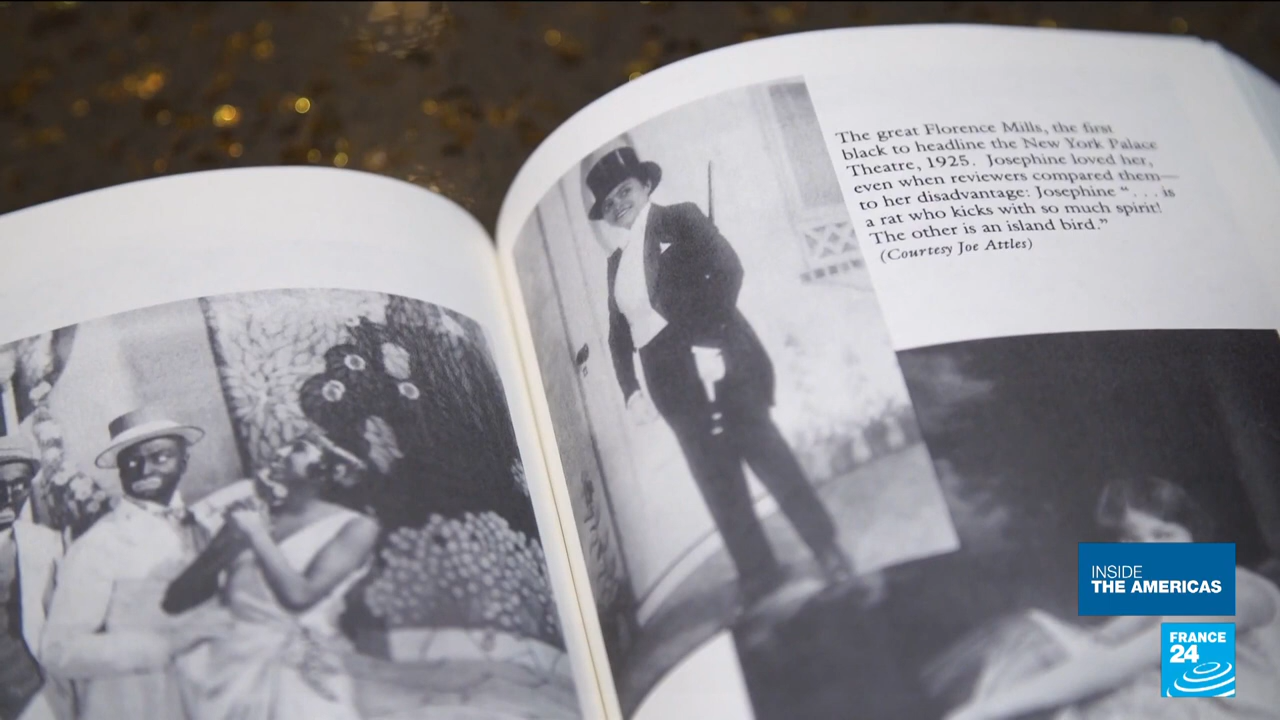 The great Florence Mills, the first
black to headline the New York Palace
Theatre, 1925. Josephine loved her,
even when reviewers compared them—
to her disadvantage: Josephine “. . . is
a rat who kicks with so much spirit!
The other is an island bird.”
(Courtesy Joe Attles)
INSIDE
THE AMERICAS
FRANCE
24